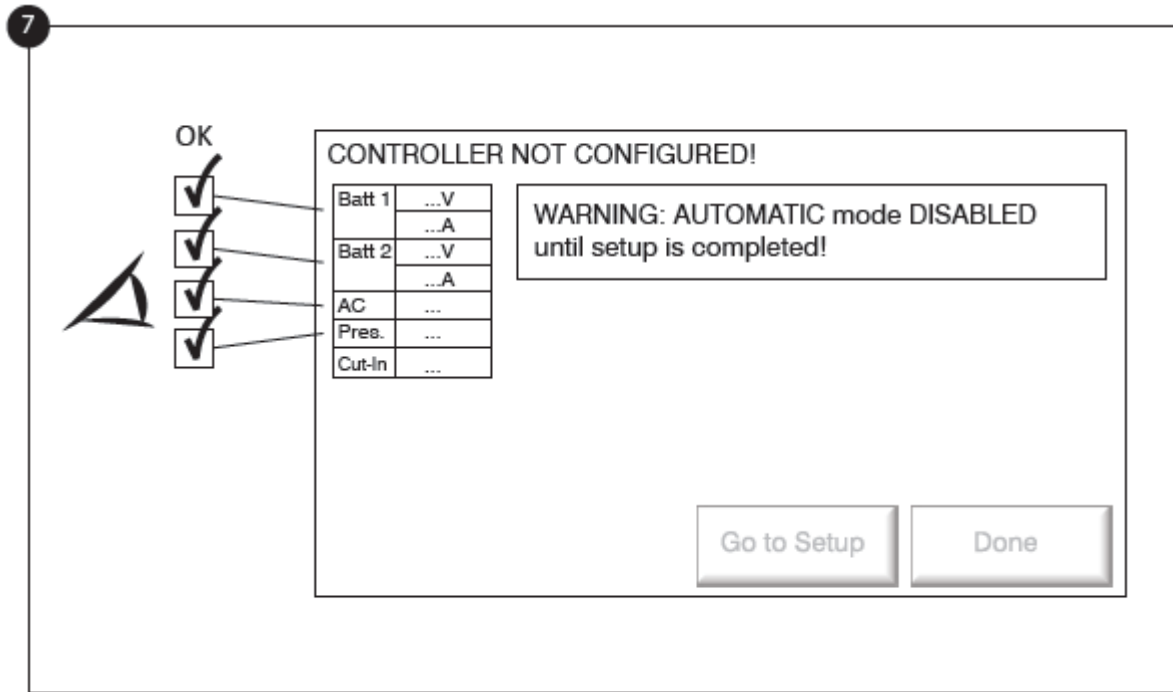 7
OK
CONTROLLER NOT CONFIGURED!
Batt 1 ...V
...A
Batt 2 ...V
...A
AC ...
Pres. ...
Cut-In ...
WARNING: AUTOMATIC mode DISABLED
until setup is completed!
Go to Setup
Done